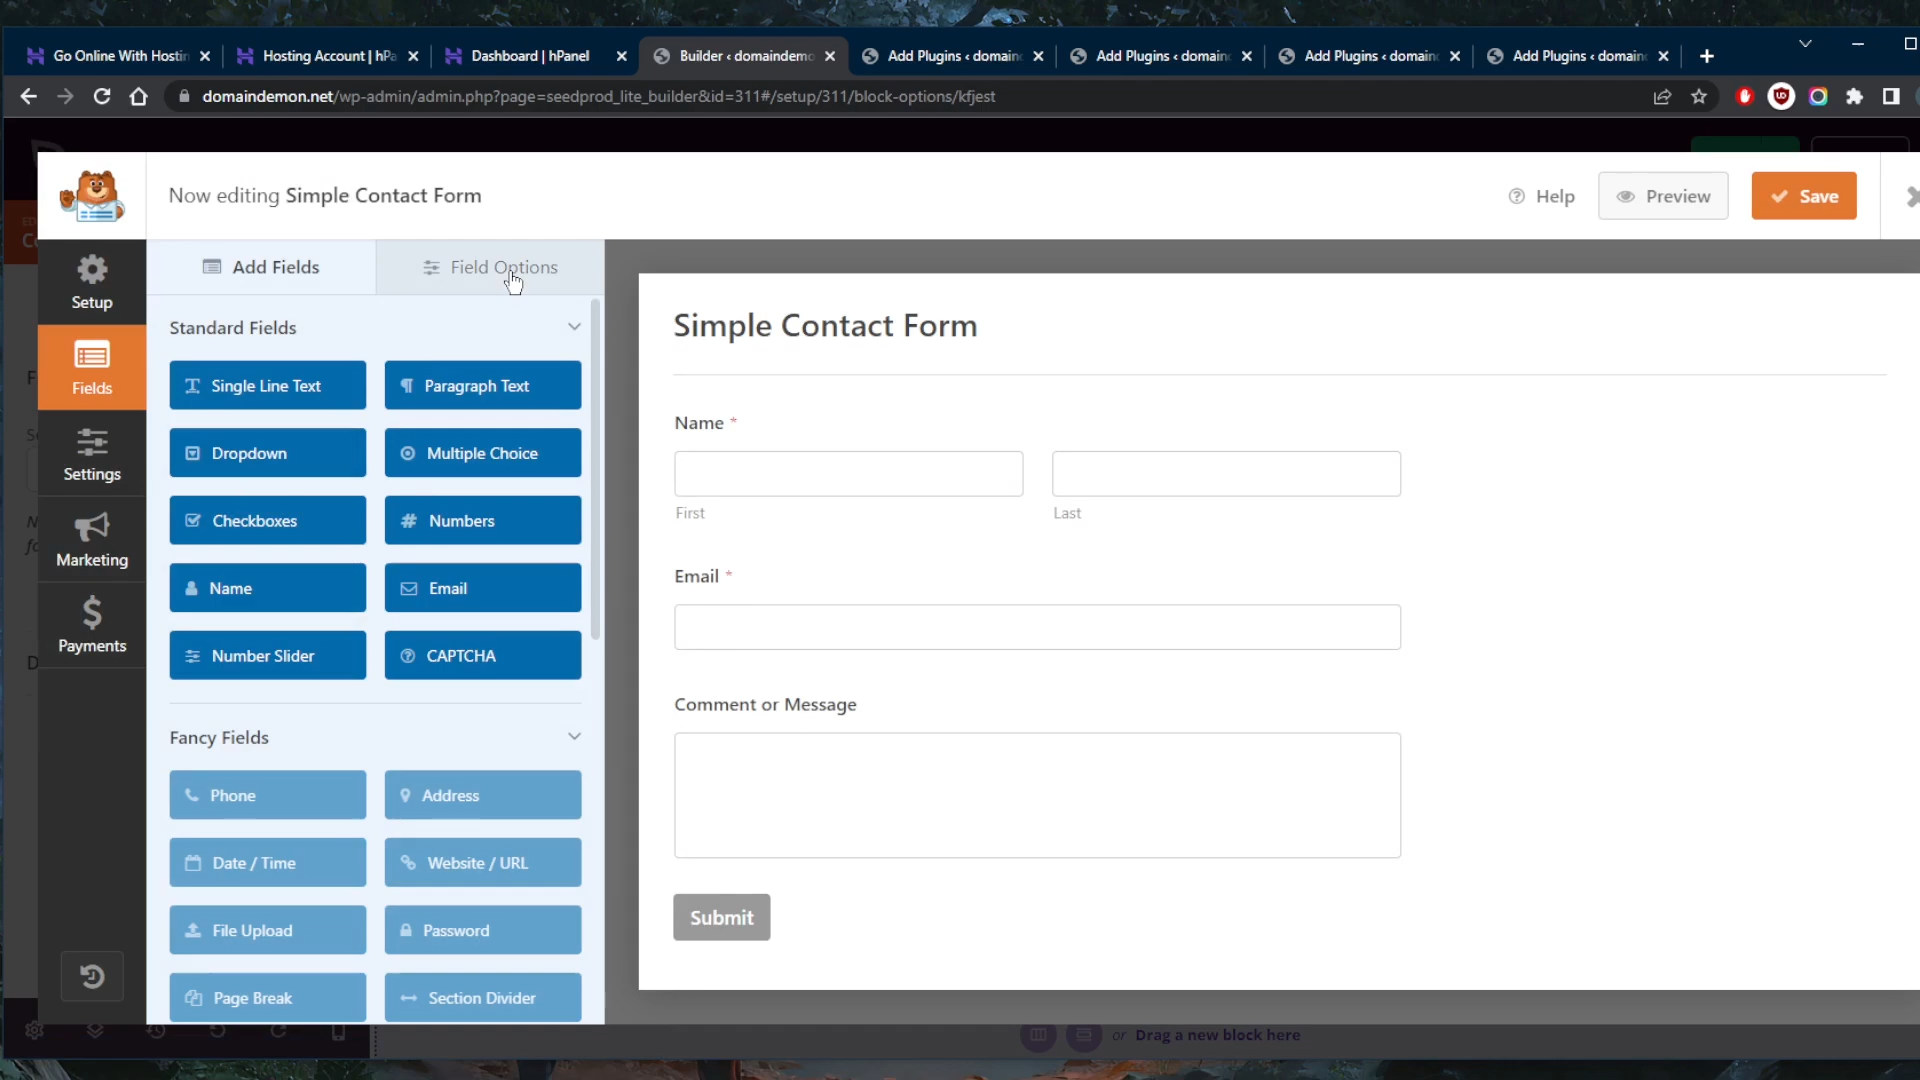 Go Online With Hostin
Hosting Account | hPa
Dashboard | hPanel
Builder ‹ domaindemo
Add Plugins ‹ domain
Add Plugins ‹ domain
Add Plugins ‹ domain
Add Plugins ‹ domain
domaindemon.net/wp-admin/admin.php?page=seedprod_lite_builder&id=311#/setup/311/block-options/kfjest
Now editing Simple Contact Form
Help
Preview
Save
Setup
Fields
Settings
Marketing
Payments
Add Fields
Field Options
Standard Fields
Single Line Text
Paragraph Text
Dropdown
Multiple Choice
Checkboxes
Numbers
Name
Email
Number Slider
CAPTCHA
Fancy Fields
Phone
Address
Date / Time
Website / URL
File Upload
Password
Page Break
Section Divider
Simple Contact Form
Name *
First
Last
Email *
Comment or Message
Submit
or Drag a new block here